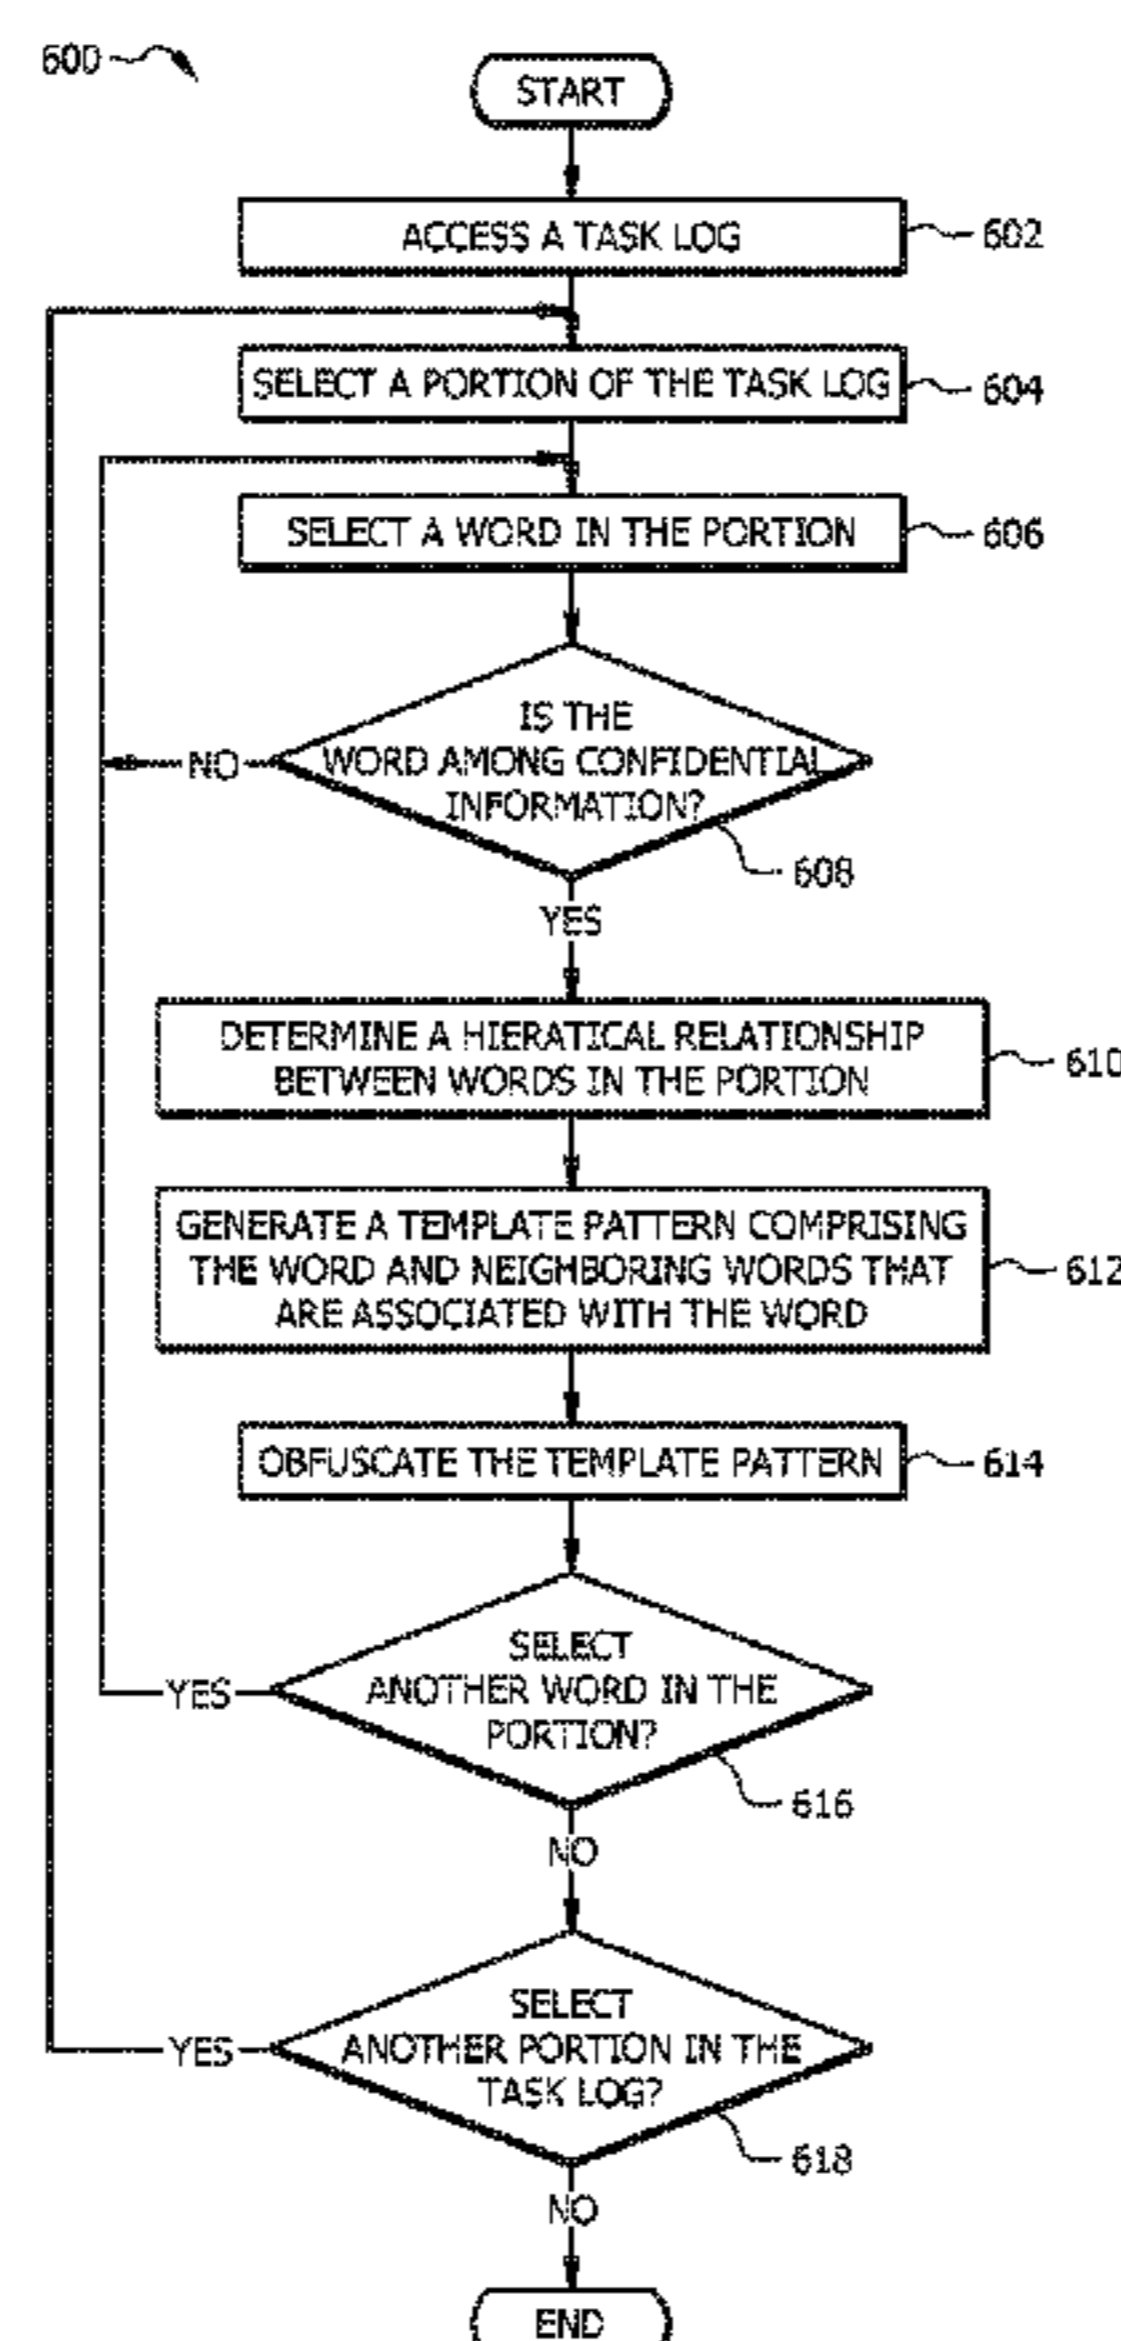 600
START
ACCESS A TASK LOG
602
SELECT A PORTION OF THE TASK LOG
604
SELECT A WORD IN THE PORTION
606
IS THE
WORD AMONG CONFIDENTIAL
INFORMATION?
NO
608
YES
DETERMINE A HIERATICAL RELATIONSHIP
BETWEEN WORDS IN THE PORTION
610
GENERATE A TEMPLATE PATTERN COMPRISING
THE WORD AND NEIGHBORING WORDS THAT
ARE ASSOCIATED WITH THE WORD
612
OBFUSCATE THE TEMPLATE PATTERN
614
SELECT
ANOTHER WORD IN THE
PORTION?
YES
616
NO
SELECT
ANOTHER PORTION IN THE
TASK LOG?
YES
618
NO
END